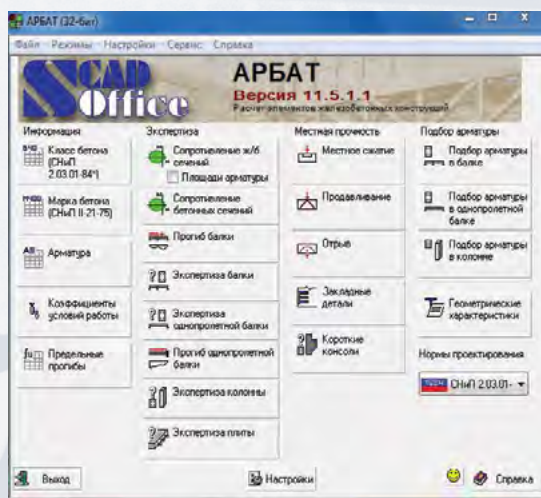 АРБАТ (32-бит)
Файл Режимы Настройки Сервис Справка
SCAD
Office
АРБАТ
Версия 11.5.1.1
Расчет элементов железобетонных конструкций
Информация
Класс бетона
(СНиП
2.03.01-84*)
Марка бетона
(СНиП II-21-75)
Арматура
Коэффициенты
условий работы
Предельные
прогибы
Экспертиза
Сопротивление ж/б
сечений
Площади арматуры
Сопротивление
бетонных сечений
Прогиб балки
Экспертиза балки
Экспертиза
однопролетной балки
Прогиб однопролетной
балки
Экспертиза колонны
Экспертиза плиты
Местная прочность
Местное сжатие
Продавливание
Отрыв
Закладные
детали
Короткие
консоли
Подбор арматуры
Подбор арматуры
в балке
Подбор арматуры
в однопролетной
балке
Подбор арматуры
в колонне
Геометрические
характеристики
Нормы проектирования
СНиП 2.03.01-
Выход
Настройки
Справка